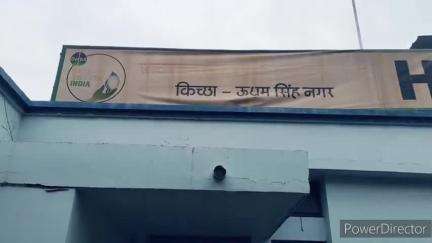 INDIA
किच्छा – ऊधम सिंह नगर
H
PowerDirector